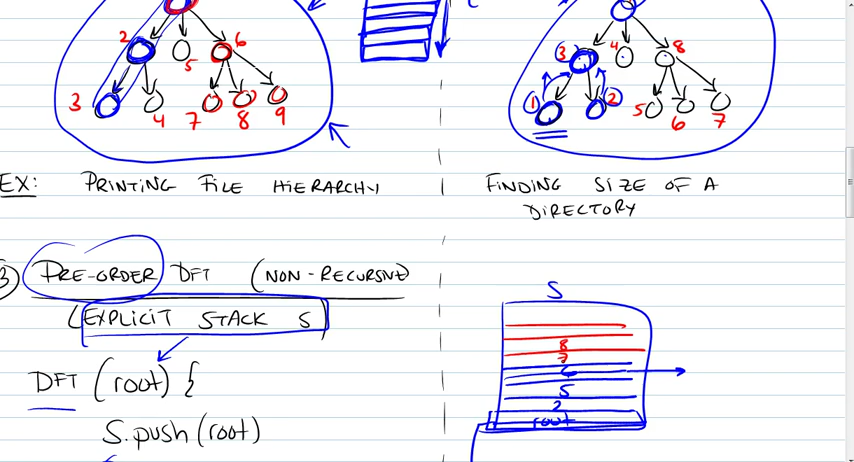 2
5
6
3
4
7
8
9
3
4
8
1
2
5
6
7
EX: PRINTING FILE HIERARCHY
FINDING SIZE OF A
DIRECTORY
3) PRE-ORDER DFT (NON-RECURSIVE)
(EXPLICIT STACK S)
DFT (root) {
S.push(root)
S
8
7
6
5
2
root